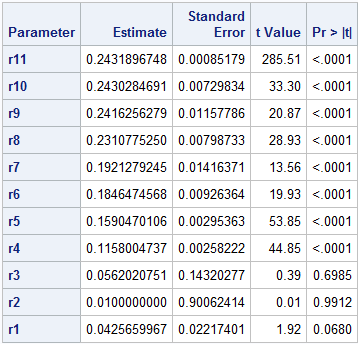 Parameter Estimate Standard Error t Value Pr > |t|
r11 0.2431896748 0.00085179 285.51 <.0001
r10 0.2430284691 0.00729834 33.30 <.0001
r9 0.2416256279 0.01157786 20.87 <.0001
r8 0.2310775250 0.00798733 28.93 <.0001
r7 0.1921279245 0.01416371 13.56 <.0001
r6 0.1846474568 0.00926364 19.93 <.0001
r5 0.1590470106 0.00295363 53.85 <.0001
r4 0.1158004737 0.00258222 44.85 <.0001
r3 0.0562020751 0.14320277 0.39 0.6985
r2 0.0100000000 0.90062414 0.01 0.9912
r1 0.0425659967 0.02217401 1.92 0.0680